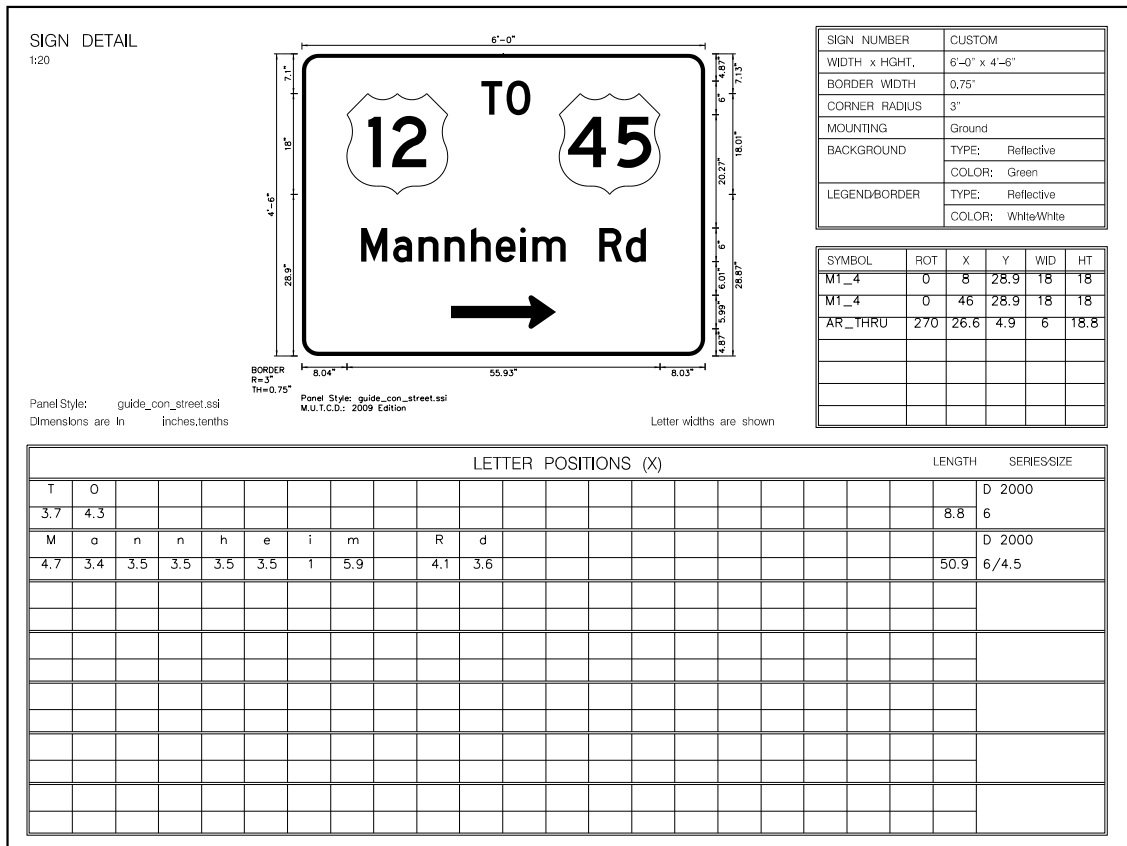 SIGN DETAIL
1:20
6'-0"
7.1"
18"
28.9"
4'-6"
4.87"
6"
20.27"
6"
6.01"
5.99"
4.87"
7.13"
18.01"
28.87"
TO
12 45
Mannheim Rd
8.04" 55.93" 8.03"
BORDER
R=3"
TH=0.75"
Panel Style: guide_con_street.ssi
M.U.T.C.D.: 2009 Edition
Panel Style: guide_con_street.ssi
Dimensions are in inches.tenths
Letter widths are shown
SIGN NUMBER CUSTOM
WIDTH x HGHT. 6'-0" x 4'-6"
BORDER WIDTH 0.75"
CORNER RADIUS 3"
MOUNTING Ground
BACKGROUND TYPE: Reflective
COLOR: Green
LEGEND/BORDER TYPE: Reflective
COLOR: White/White
SYMBOL ROT X Y WID HT
M1_4 0 8 28.9 18 18
M1_4 0 46 28.9 18 18
AR_THRU 270 26.6 4.9 6 18.8
LETTER POSITIONS (X) LENGTH SERIES/SIZE
T O D 2000
3.7 4.3 8.8 6
M a n n h e i m R d D 2000
4.7 3.4 3.5 3.5 3.5 3.5 1 5.9 4.1 3.6 50.9 6/4.5